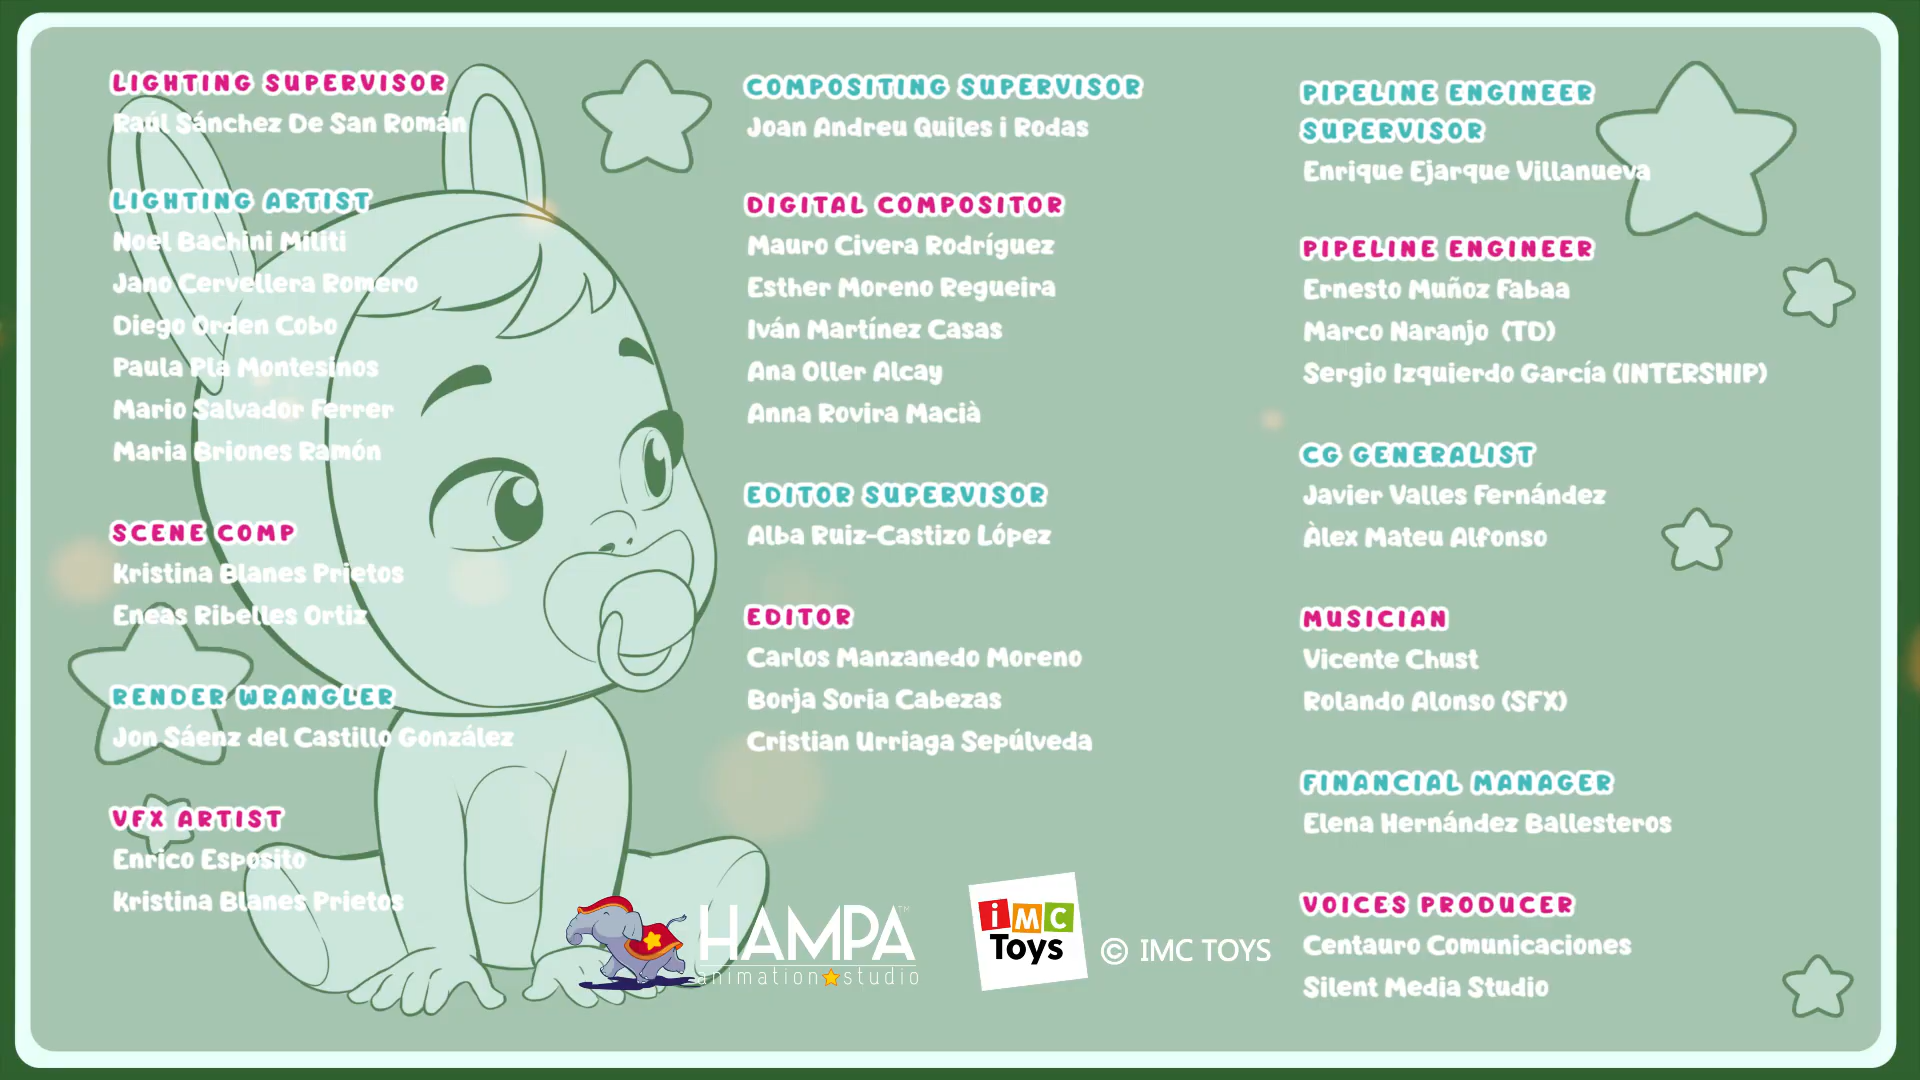 LIGHTING SUPERVISOR
Raúl Sánchez De San Román
LIGHTING ARTIST
Noel Bachini Militi
Jano Cervellera Romero
Diego Orden Cobo
Paula Pla Montesinos
Mario Salvador Ferrer
Maria Briones Ramón
SCENE COMP
Kristina Blanes Prietos
Eneas Ribelles Ortiz
RENDER WRANGLER
Jon Sáenz del Castillo González
VFX ARTIST
Enrico Esposito
Kristina Blanes Prietos
COMPOSITING SUPERVISOR
Joan Andreu Quiles i Rodas
DIGITAL COMPOSITOR
Mauro Civera Rodríguez
Esther Moreno Regueira
Iván Martínez Casas
Ana Oller Alcay
Anna Rovira Macià
EDITOR SUPERVISOR
Alba Ruiz-Castizo López
EDITOR
Carlos Manzanedo Moreno
Borja Soria Cabezas
Cristian Urriaga Sepúlveda
HAMPA™
animation studio
iMC
Toys
© IMC TOYS
PIPELINE ENGINEER
SUPERVISOR
Enrique Ejarque Villanueva
PIPELINE ENGINEER
Ernesto Muñoz Fabaa
Marco Naranjo (TD)
Sergio Izquierdo García (INTERSHIP)
CG GENERALIST
Javier Valles Fernández
Àlex Mateu Alfonso
MUSICIAN
Vicente Chust
Rolando Alonso (SFX)
FINANCIAL MANAGER
Elena Hernández Ballesteros
VOICES PRODUCER
Centauro Comunicaciones
Silent Media Studio